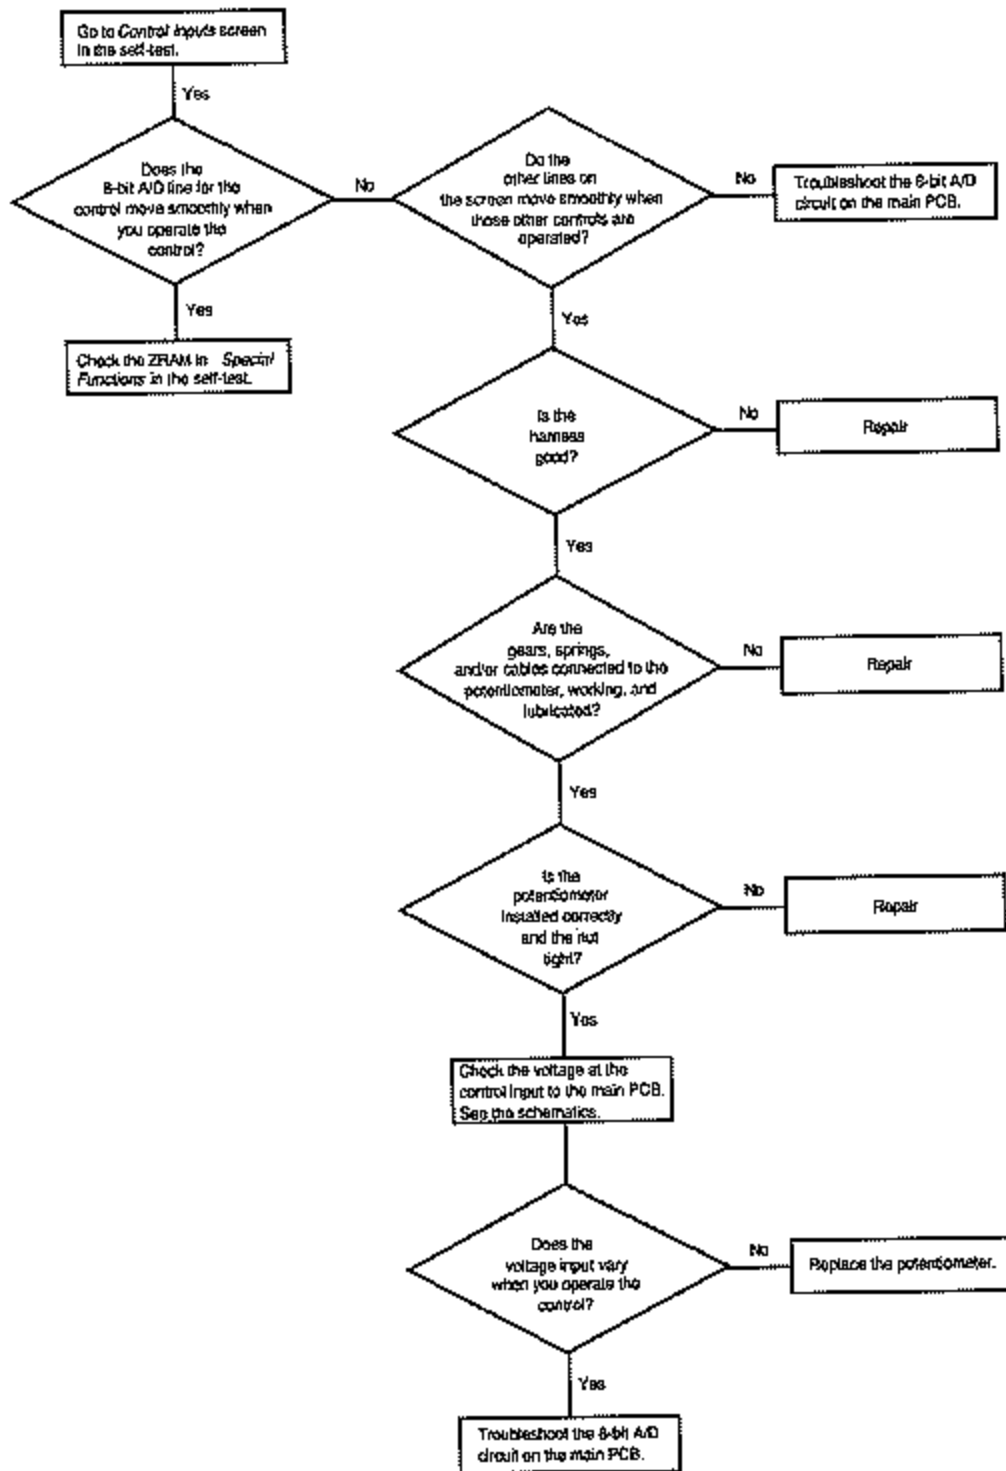 Go to Control Inputs screen
in the self-test.
Yes
Does the
8-bit A/D line for the
control move smoothly when
you operate the
control?
No
Do the
other lines on
the screen move smoothly when
those other controls are
operated?
No
Troubleshoot the 8-bit A/D
circuit on the main PCB.
Yes
Check the ZRAM in Special
Functions in the self-test.
Yes
Is the
harness
good?
No
Repair
Yes
Are the
gears, springs,
and/or cables connected to the
potentiometer, working, and
lubricated?
No
Repair
Yes
Is the
potentiometer
installed correctly
and the nut
tight?
No
Repair
Yes
Check the voltage at the
control input to the main PCB.
See the schematics.
Does the
voltage input vary
when you operate the
control?
No
Replace the potentiometer.
Yes
Troubleshoot the 8-bit A/D
circuit on the main PCB.